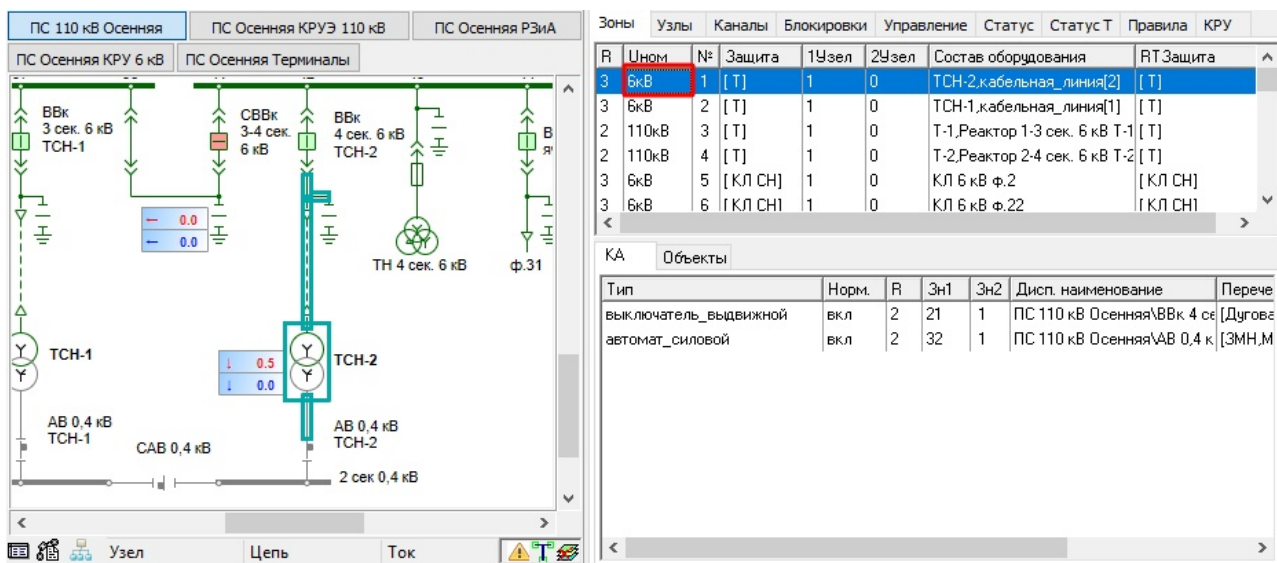 ПС 110 кВ Осенняя
ПС Осенняя КРУЭ 110 кВ
ПС Осенняя РЗиА
ПС Осенняя КРУ 6 кВ
ПС Осенняя Терминалы
ВВк
3 сек. 6 кВ
ТСН-1
СВВк
3-4 сек.
6 кВ
ВВк
4 сек. 6 кВ
ТСН-2
0.0
0.0
ТН 4 сек. 6 кВ
ф.31
ТСН-1
0.5
0.0
ТСН-2
АВ 0,4 кВ
ТСН-1
САВ 0,4 кВ
АВ 0,4 кВ
ТСН-2
2 сек 0,4 кВ
Узел Цепь Ток
Зоны Узлы Каналы Блокировки Управление Статус Статус Т Правила КРУ
R Uном № Защита 1Узел 2Узел Состав оборудования RTЗащита
3 6кВ 1 [ Т] 1 0 ТСН-2,кабельная_линия[2] [ Т]
3 6кВ 2 [ Т] 1 0 ТСН-1,кабельная_линия[1] [ Т]
2 110кВ 3 [ Т] 1 0 Т-1,Реактор 1-3 сек. 6 кВ Т-1 [ Т]
2 110кВ 4 [ Т] 1 0 Т-2,Реактор 2-4 сек. 6 кВ Т-2 [ Т]
3 6кВ 5 [ КЛ СН] 1 0 КЛ 6 кВ ф.2 [ КЛ СН]
3 6кВ 6 [ КЛ СН] 1 0 КЛ 6 кВ ф.22 [ КЛ СН]
КА Объекты
Тип Норм. R Зн1 Зн2 Дисп. наименование Перече
выключатель_выдвижной вкл 2 21 1 ПС 110 кВ Осенняя\ВВк 4 се [Дугова
автомат_силовой вкл 2 32 1 ПС 110 кВ Осенняя\АВ 0,4 к [ЗМН,М